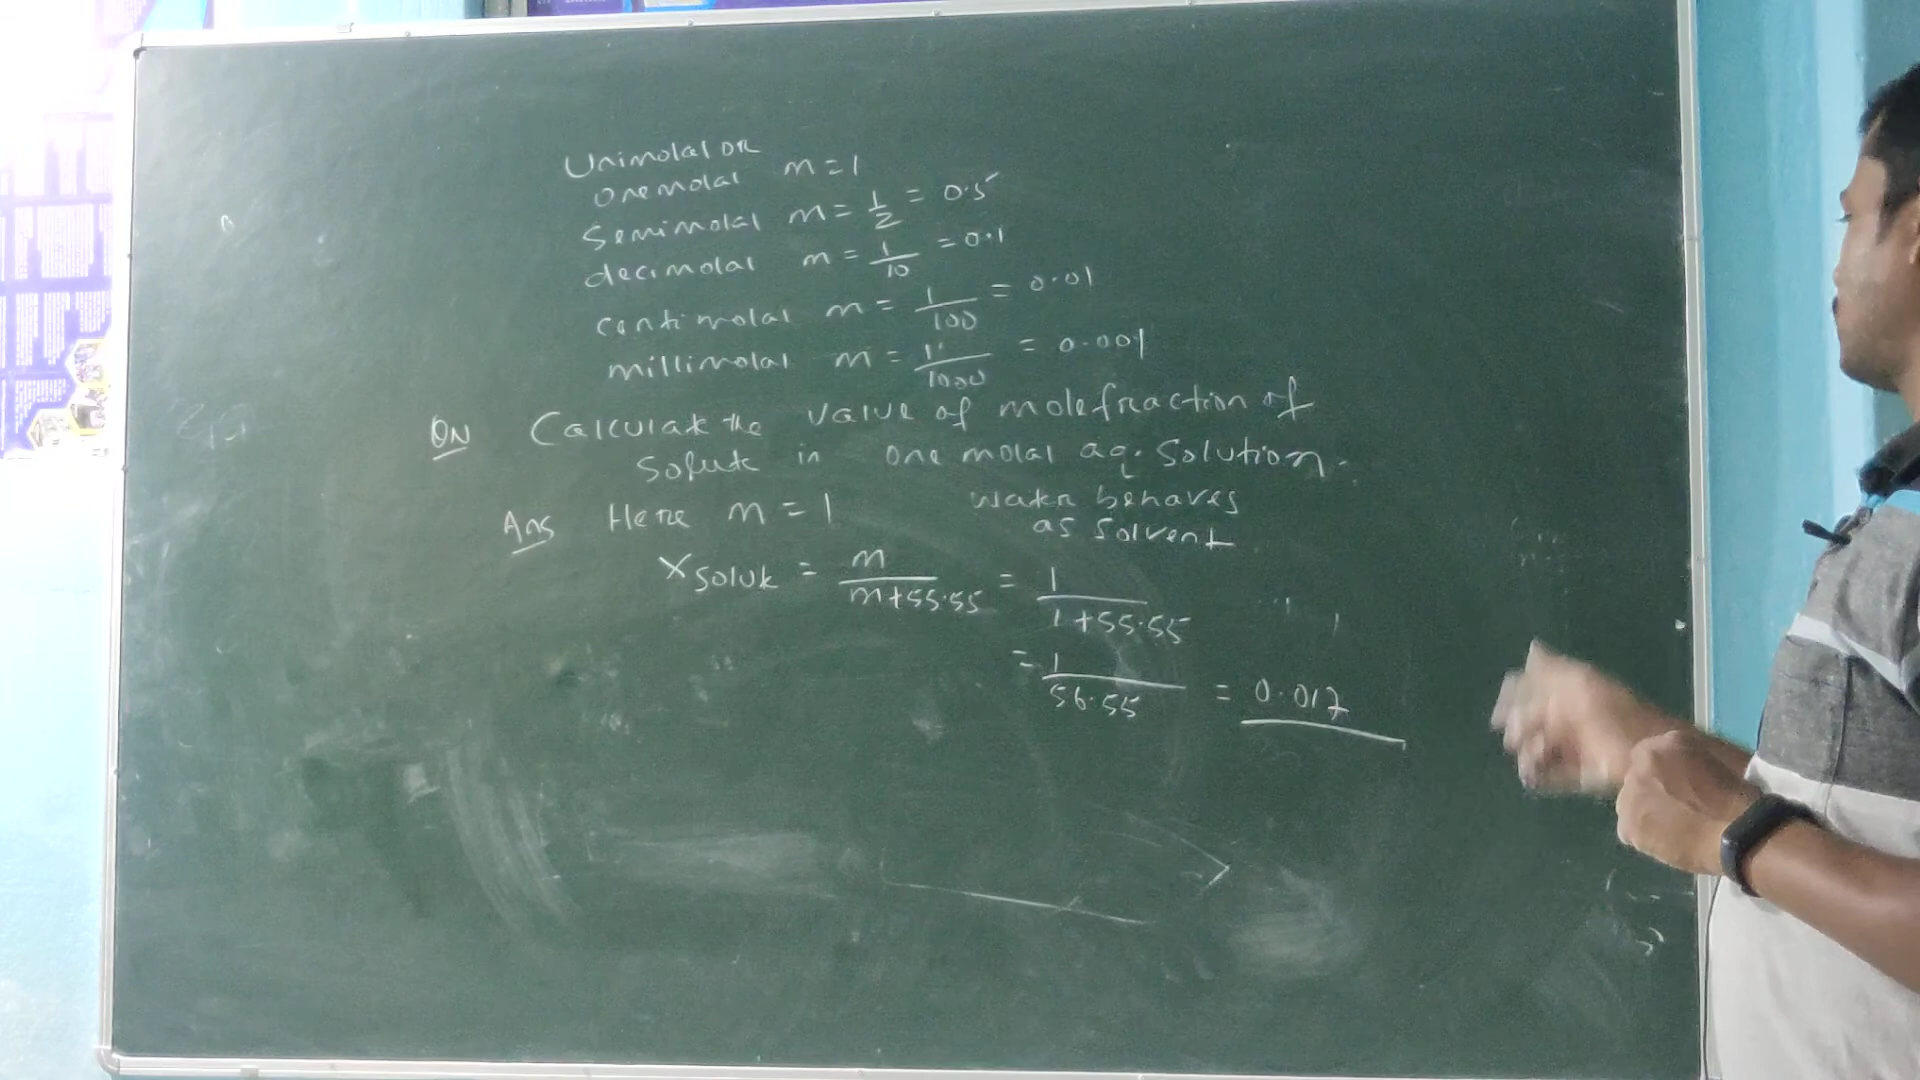 Unimolal or
one molal m = 1
Semimolal m = 1/2 = 0.5
decimolal m = 1/10 = 0.1
centimolal m = 1/100 = 0.01
millimolal m = 1/1000 = 0.001
QN Calculate the value of molefraction of
Solute in one molal aq. Solution.
Ans Here m = 1 water behaves
as solvent
X solute = m/m+55.55 = 1/1+55.55
= 1/56.55 = 0.017